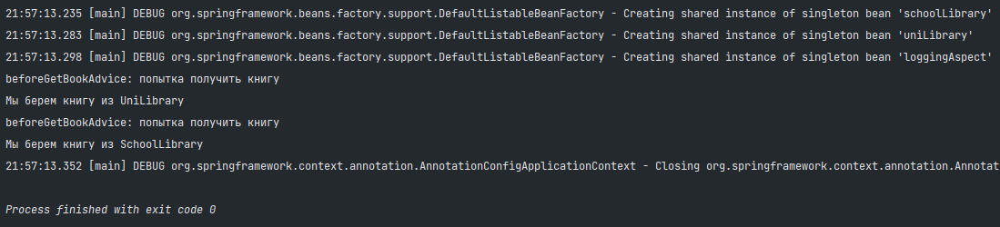 21:57:13.235 [main] DEBUG org.springframework.beans.factory.support.DefaultListableBeanFactory - Creating shared instance of singleton bean 'schoolLibrary'
21:57:13.283 [main] DEBUG org.springframework.beans.factory.support.DefaultListableBeanFactory - Creating shared instance of singleton bean 'uniLibrary'
21:57:13.298 [main] DEBUG org.springframework.beans.factory.support.DefaultListableBeanFactory - Creating shared instance of singleton bean 'loggingAspect'
beforeGetBookAdvice: попытка получить книгу
Мы берем книгу из UniLibrary
beforeGetBookAdvice: попытка получить книгу
Мы берем книгу из SchoolLibrary
21:57:13.352 [main] DEBUG org.springframework.context.annotation.AnnotationConfigApplicationContext - Closing org.springframework.context.annotation.Annotat
Process finished with exit code 0